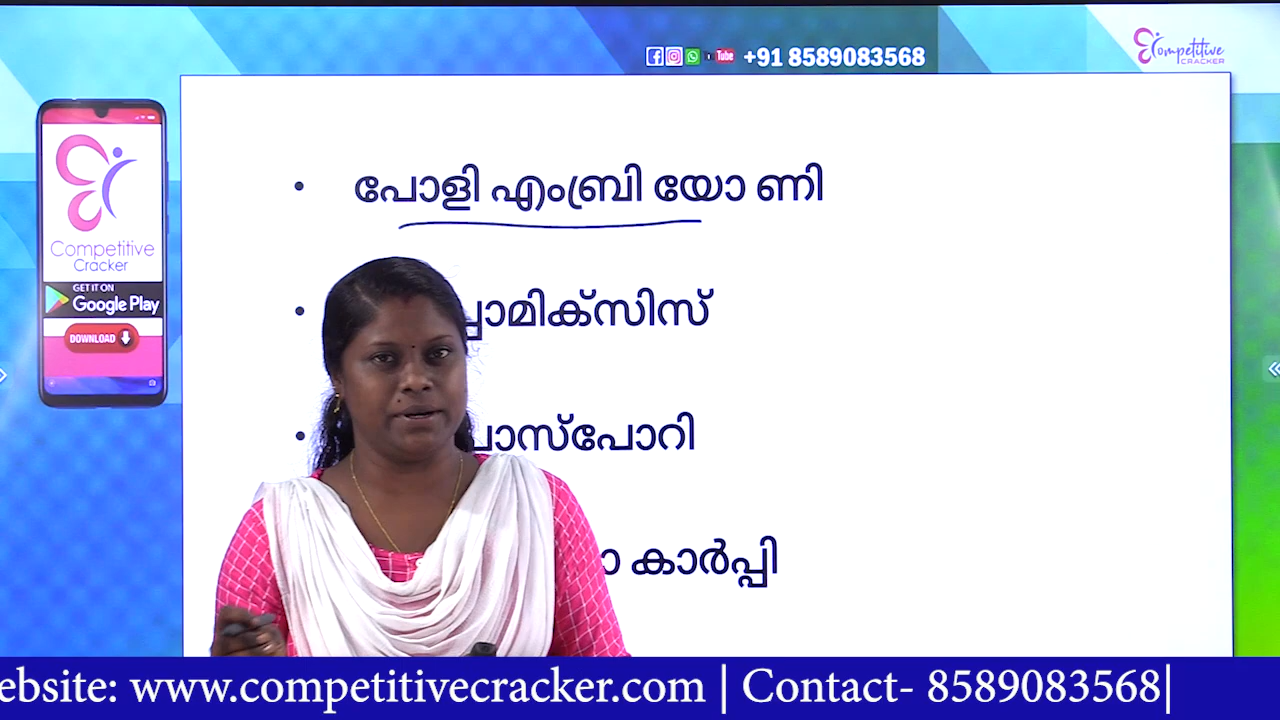 Tube +91 8589083568
Competitive
CRACKER
Competitive
Cracker
GET IT ON
Google Play
DOWNLOAD
• പോളി എംബ്രി യോ ണി
• പ്പാമിക്സിസ്
• പാസ്പോറി
കാർപ്പി
ebsite: www.competitivecracker.com | Contact- 8589083568|